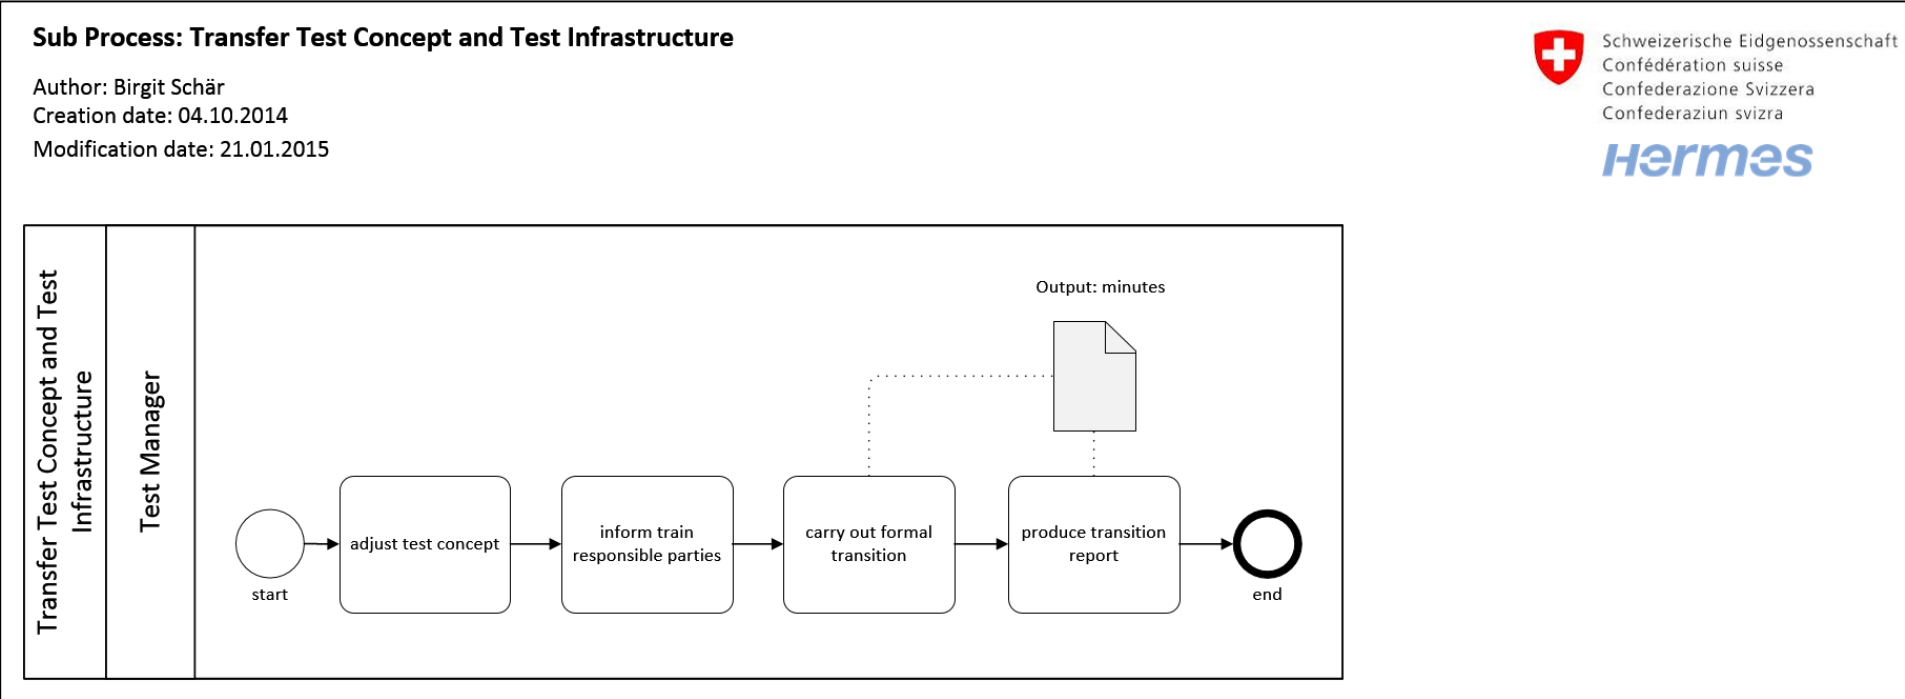 Sub Process: Transfer Test Concept and Test Infrastructure
Author: Birgit Schär
Creation date: 04.10.2014
Modification date: 21.01.2015
Schweizerische Eidgenossenschaft
Confédération suisse
Confederazione Svizzera
Confederaziun svizra
Hermes
Transfer Test Concept and Test
Infrastructure
Test Manager
Output: minutes
start
adjust test concept
inform train
responsible parties
carry out formal
transition
produce transition
report
end